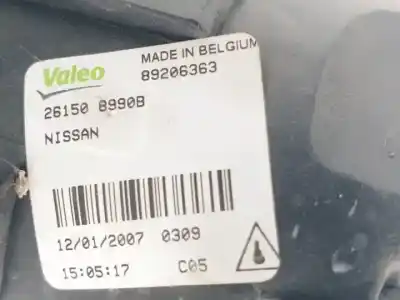 Valeo
MADE IN BELGIUM
89206363
26150 8990B
NISSAN
12/01/2007 0309
15:05:17 C05